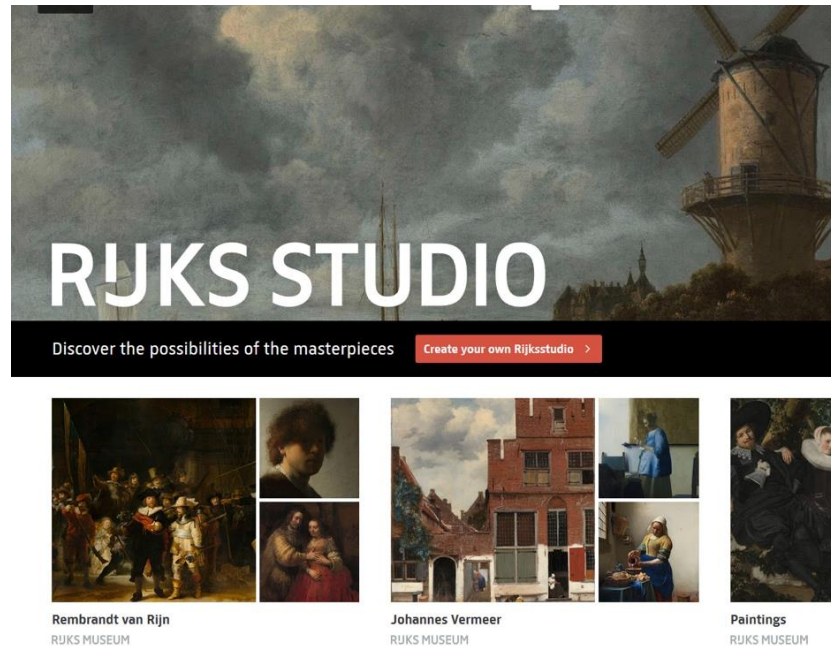 RIJKS STUDIO
Discover the possibilities of the masterpieces
Create your own Rijksstudio >
Rembrandt van Rijn
RIJKS MUSEUM
Johannes Vermeer
RIJKS MUSEUM
Paintings
RIJKS MUSEUM